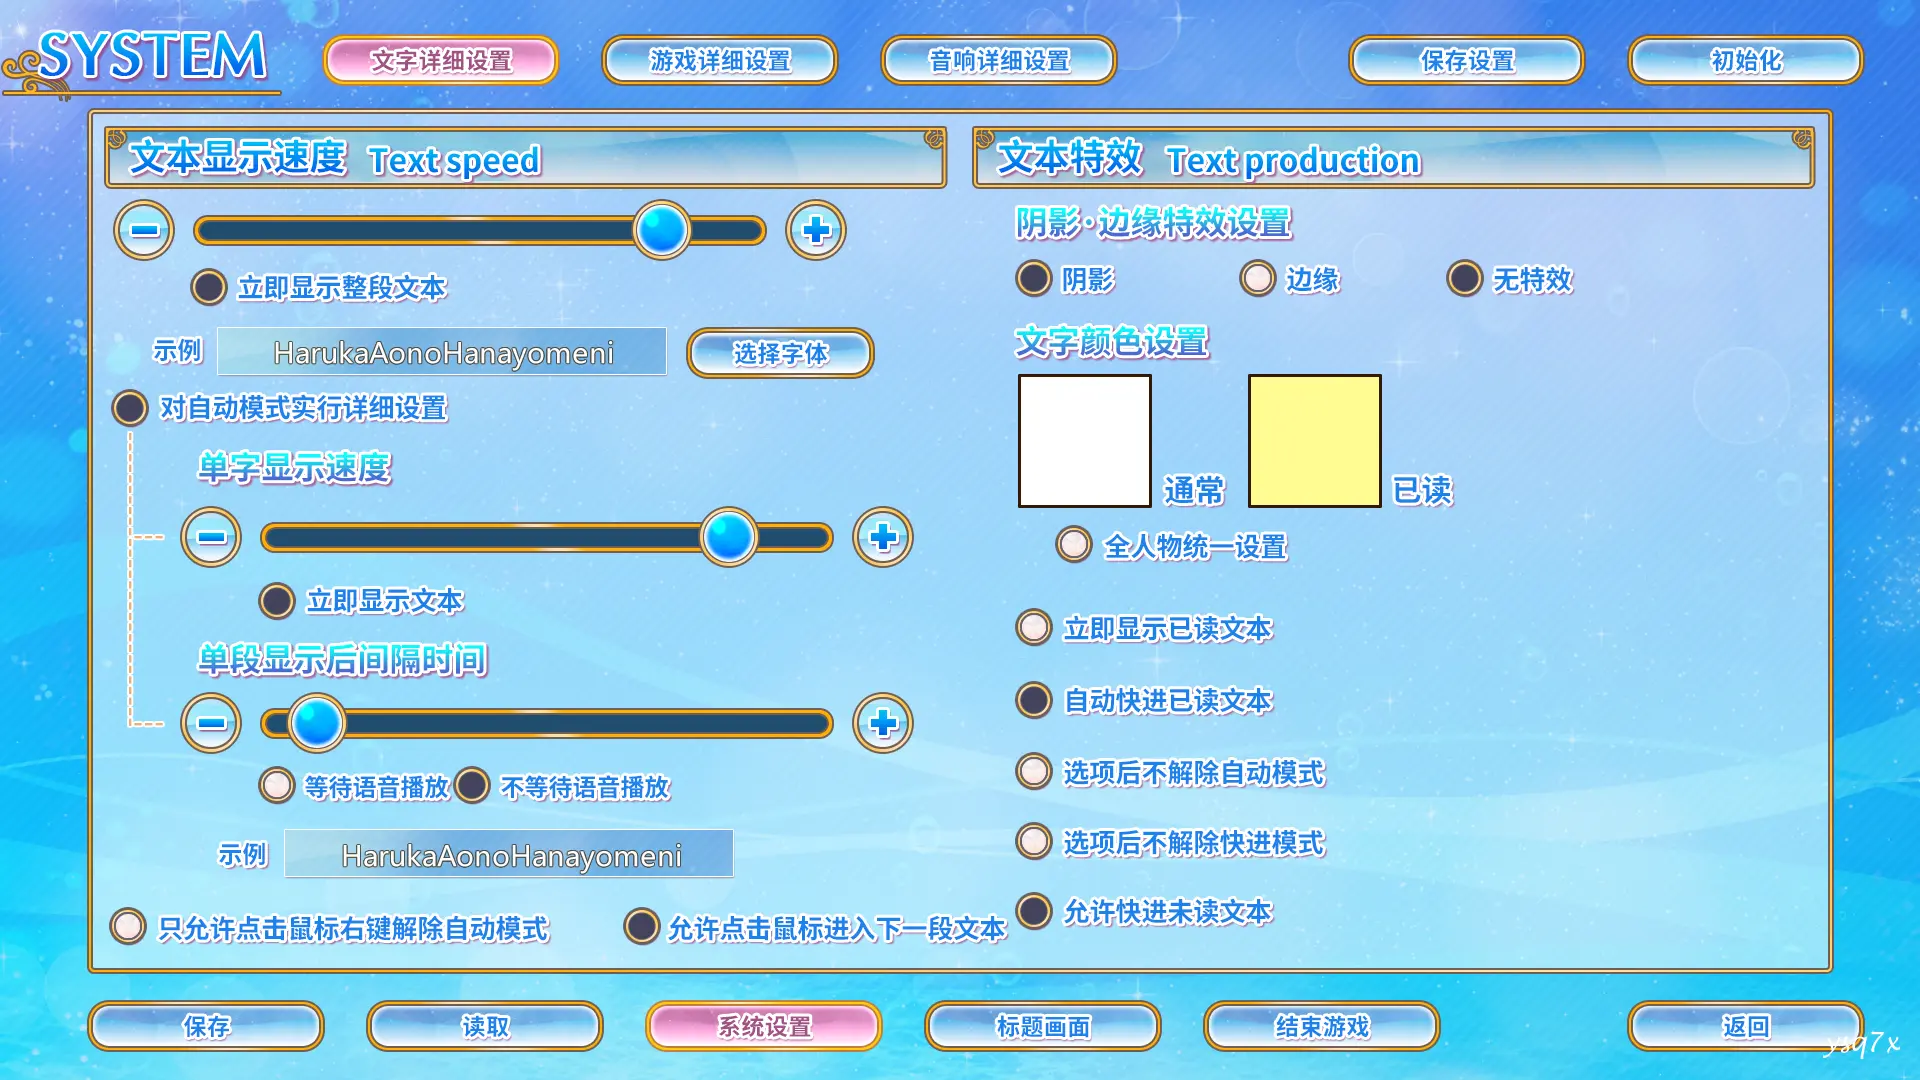 SYSTEM
文字详细设置
游戏详细设置
音响详细设置
保存设置
初始化
文本显示速度 Text speed
立即显示整段文本
示例
HarukaAonoHanayomeni
选择字体
对自动模式实行详细设置
单字显示速度
立即显示文本
单段显示后间隔时间
等待语音播放
不等待语音播放
示例
HarukaAonoHanayomeni
只允许点击鼠标右键解除自动模式
允许点击鼠标进入下一段文本
文本特效 Text production
阴影·边缘特效设置
阴影
边缘
无特效
文字颜色设置
通常
已读
全人物统一设置
立即显示已读文本
自动快进已读文本
选项后不解除自动模式
选项后不解除快进模式
允许快进未读文本
保存
读取
系统设置
标题画面
结束游戏
返回
ysq7x